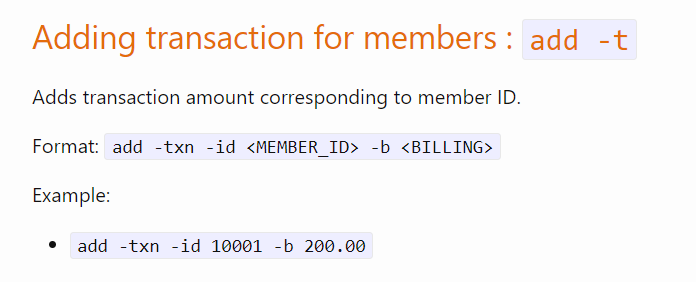 Adding transaction for members : add -t
Adds transaction amount corresponding to member ID.
Format: add -txn -id <MEMBER_ID> -b <BILLING>
Example:
• add -txn -id 10001 -b 200.00